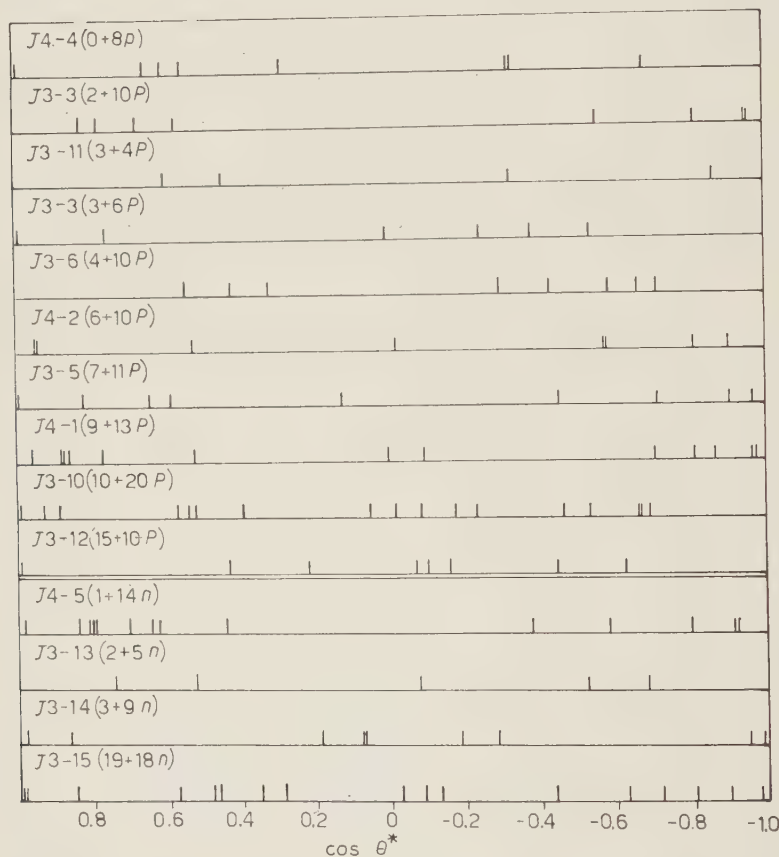 J4.-4(0+8p)
J3-3(2+10P)
J3-11(3+4P)
J3-3(3+6P)
J3-6(4+10P)
J4-2(6+10P)
J3-5(7+11P)
J4-1(9+13P)
J3-10(10+20P)
J3-12(15+10P)
J4-5(1+14n)
J3-13(2+5n)
J3-14(3+9n)
J3-15(19+18n)
0.8 0.6 0.4 0.2 0 -0.2 -0.4 -0.6 -0.8 -1.0
cos θ*